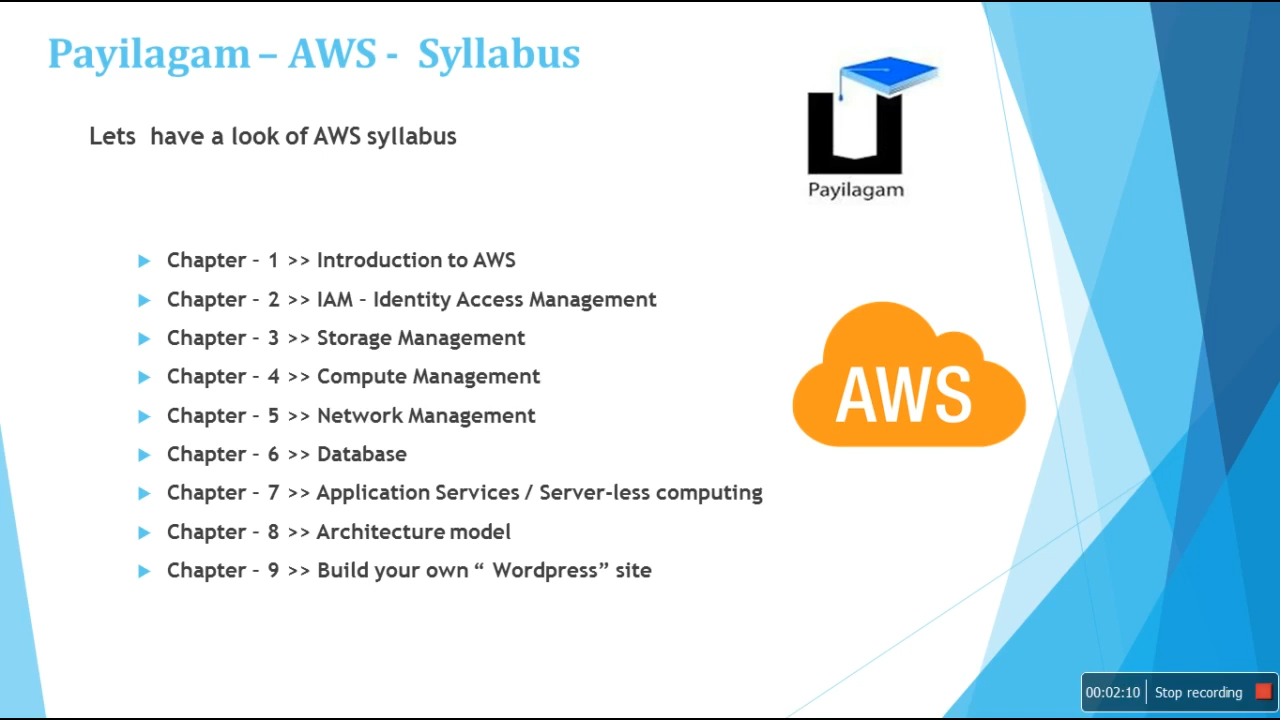 Payilagam – AWS -  Syllabus
Lets  have a look of AWS syllabus
Payilagam
Chapter – 1 >> Introduction to AWS
Chapter – 2 >> IAM – Identity Access Management
Chapter – 3 >> Storage Management
Chapter – 4 >> Compute Management
Chapter – 5 >> Network Management
Chapter – 6 >> Database
Chapter – 7 >> Application Services / Server-less computing
Chapter – 8 >> Architecture model
Chapter – 9 >> Build your own “ Wordpress” site
AWS
00:02:10 Stop recording